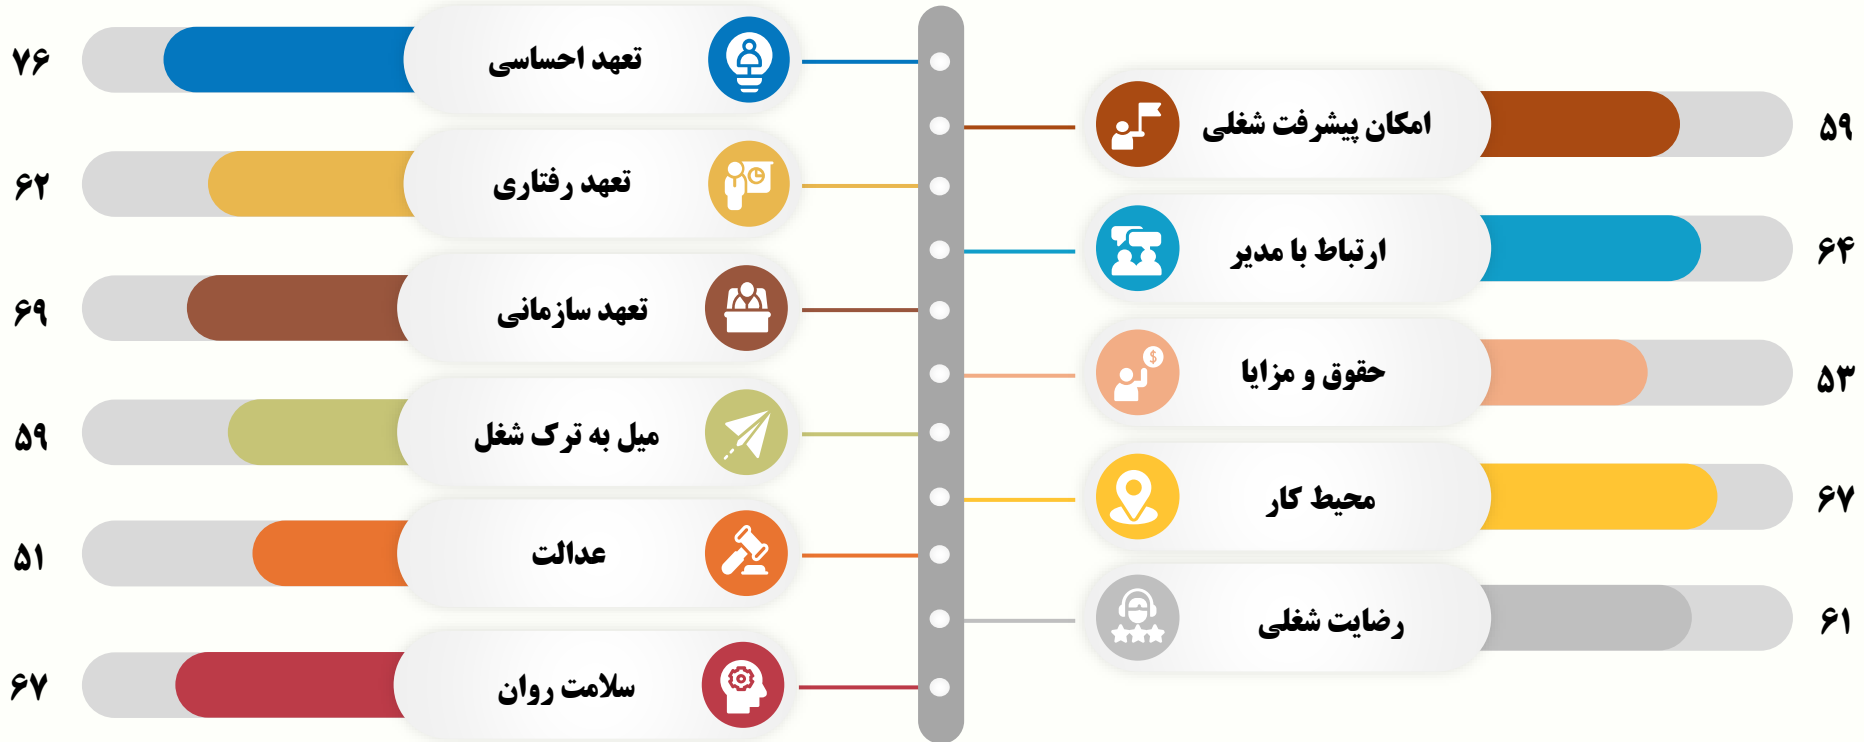 امکان پیشرفت شغلی
۵۹
ارتباط با مدیر
۶۴
حقوق و مزایا
$
۵۳
محیط کار
۶۷
رضایت شغلی
۶۱
تعهد احساسی
۷۶
تعهد رفتاری
۶۲
تعهد سازمانی
۶۹
میل به ترک شغل
۵۹
عدالت
۵۱
سلامت روان
۶۷